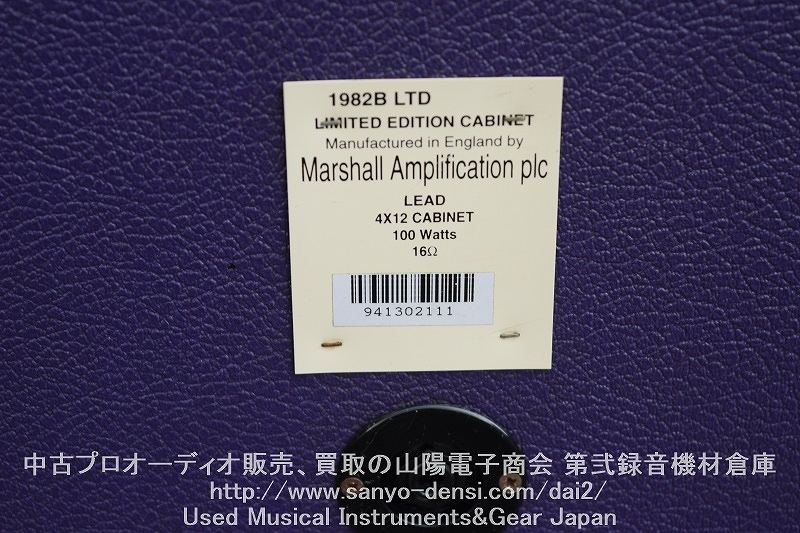 1982B LTD
LIMITED EDITION CABINET
Manufactured in England by
Marshall Amplification plc
LEAD
4X12 CABINET
100 Watts
16Ω
941302111
中古プロオーディオ販売、買取の山陽電子商会 第弐録音機材倉庫
http://www.sanyo-densi.com/dai2/
Used Musical Instruments&Gear Japan